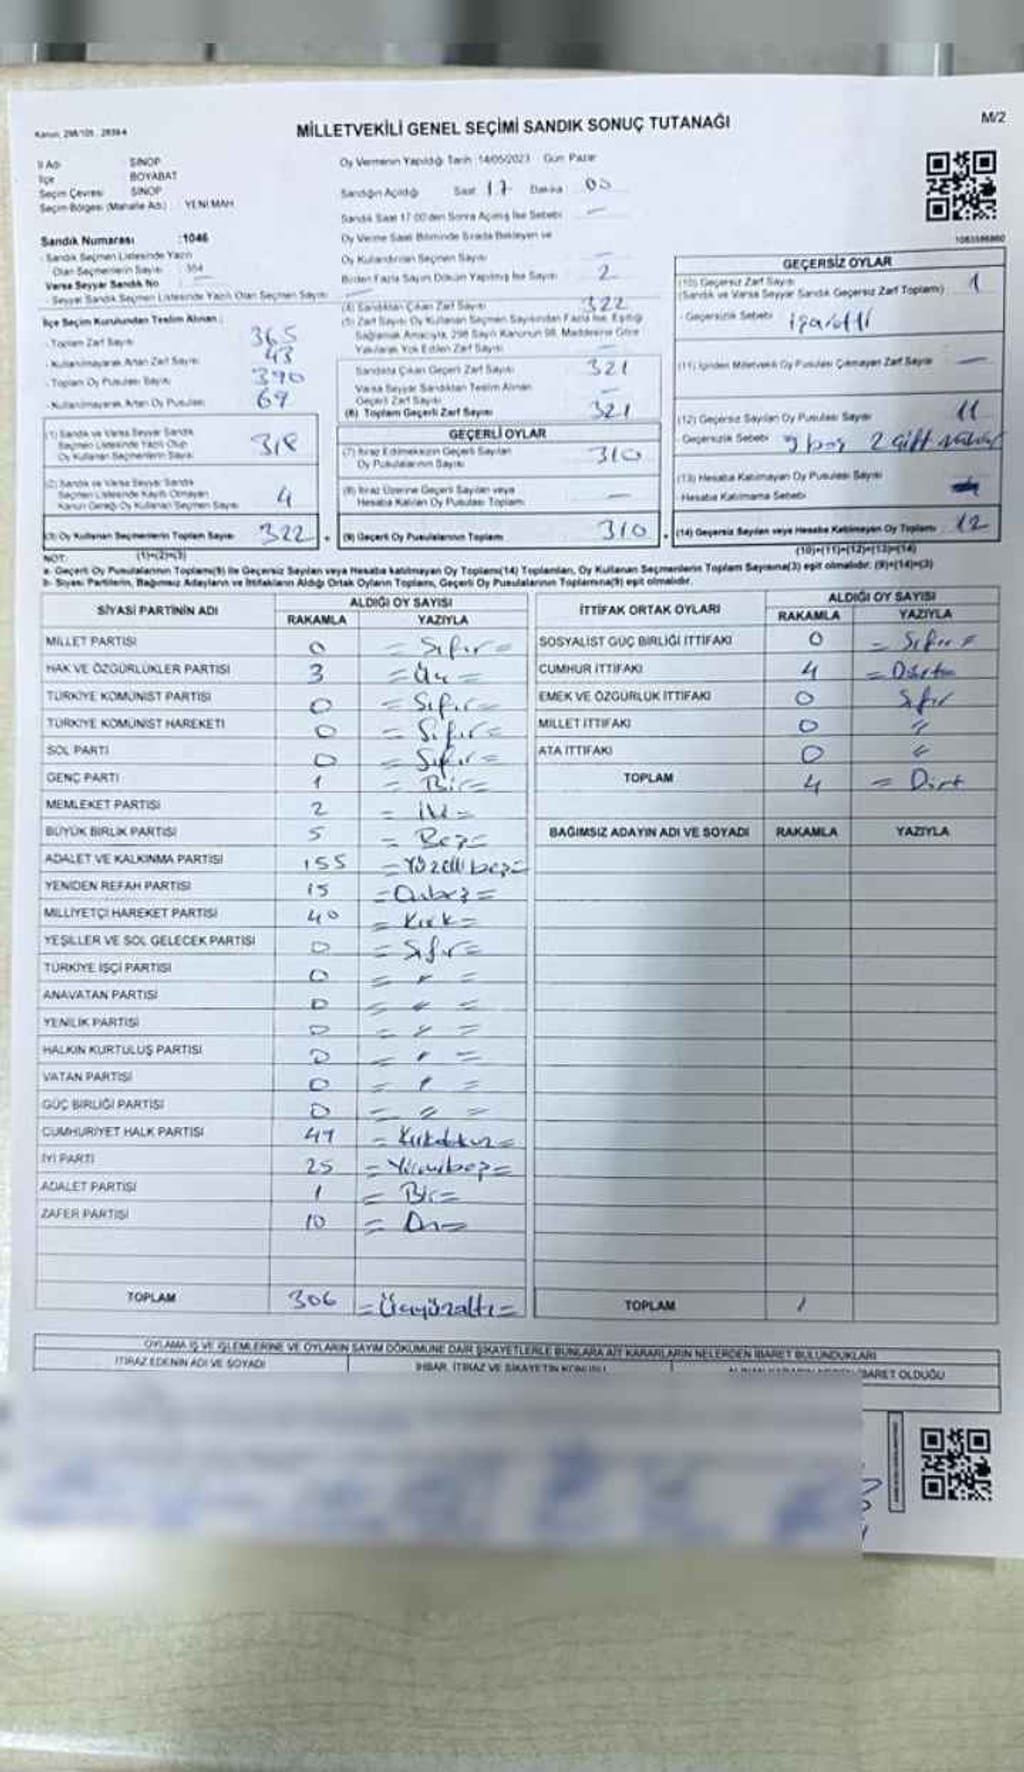 Kanun: 298/105 - 2839/4
MİLLETVEKİLİ GENEL SEÇİMİ SANDIK SONUÇ TUTANAĞI
M/2
İl Adı : SİNOP
İlçe : BOYABAT
Seçim Çevresi : SİNOP
Seçim Bölgesi (Mahalle Adı) : YENİ MAH.
Sandık Numarası :1046
Sandık Seçmen Listesinde Yazılı
Olan Seçmenlerin Sayısı : 354
Varsa Seyyar Sandık No
Seyyar Sandık Seçmen Listesinde Yazılı Olan Seçmen Sayısı
İlçe Seçim Kurulundan Teslim Alınan :
- Toplam Zarf Sayısı 365
- Kullanılmayarak Artan Zarf Sayısı 43
- Toplam Oy Pusulası Sayısı 390
- Kullanılmayarak Artan Oy Pusulası 69
(1) Sandık ve Varsa Seyyar Sandık
Seçmen Listesinde Yazılı Olup
Oy Kullanan Seçmenlerin Sayısı 318
(2) Sandık ve Varsa Seyyar Sandık
Seçmen Listesinde Kayıtlı Olmayan
Kanun Gereği Oy Kullanan Seçmen Sayısı 4
(3) Oy Kullanan Seçmenlerin Toplam Sayısı 322
(1)+(2)=(3)
Oy Vermenin Yapıldığı Tarih :14/05/2023 Gün Pazar
Sandığın Açıldığı Saat 17 Dakika 00
Sandık Saat 17:00'den Sonra Açılmış İse Sebebi —
Oy Verme Saati Bitiminde Sırada Bekleyen ve
Oy Kullandırılan Seçmen Sayısı —
Birden Fazla Sayım Döküm Yapılmış İse Sayısı 2
(4) Sandıktan Çıkan Zarf Sayısı 322
(5) Zarf Sayısı Oy Kullanan Seçmen Sayısından Fazla İse, Eşitliği
Sağlamak Amacıyla, 298 Sayılı Kanunun 98. Maddesine Göre
Yakılarak Yok Edilen Zarf Sayısı —
Sandıkta Çıkan Geçerli Zarf Sayısı 321
Varsa Seyyar Sandıktan Teslim Alınan
Geçerli Zarf Sayısı —
(6) Toplam Geçerli Zarf Sayısı 321
GEÇERLİ OYLAR
(7) İtiraz Edilmeksizin Geçerli Sayılan
Oy Pusulalarının Sayısı 310
(8) İtiraz Üzerine Geçerli Sayılan veya
Hesaba Katılan Oy Pusulası Toplamı —
(9) Geçerli Oy Pusulalarının Toplamı 310
1083586860
GEÇERSİZ OYLAR
(10) Geçersiz Zarf Sayısı 1
(Sandık ve Varsa Seyyar Sandık Geçersiz Zarf Toplamı)
- Geçersizlik Sebebi
(11) İçinden Milletvekili Oy Pusulası Çıkmayan Zarf Sayısı —
(12) Geçersiz Sayılan Oy Pusulası Sayısı 11
- Geçersizlik Sebebi 9 boş 2 çift
(13) Hesaba Katılmayan Oy Pusulası Sayısı
- Hesaba Katılmama Sebebi
(14) Geçersiz Sayılan veya Hesaba Katılmayan Oy Toplamı 12
(10)+(11)+(12)+(13)=(14)
NOT:
a- Geçerli Oy Pusulalarının Toplamı(9) ile Geçersiz Sayılan veya Hesaba katılmayan Oy Toplamı(14) Toplamları, Oy Kullanan Seçmenlerin Toplam Sayısına(3) eşit olmalıdır. (9)+(14)=(3)
b- Siyasi Partilerin, Bağımsız Adayların ve İttifakların Aldığı Ortak Oyların Toplamı, Geçerli Oy Pusulalarının Toplamına(9) eşit olmalıdır.
SİYASİ PARTİNİN ADI ALDIĞI OY SAYISI
RAKAMLA YAZIYLA
MİLLET PARTİSİ 0 = Sıfır =
HAK VE ÖZGÜRLÜKLER PARTİSİ 3 = Üç =
TÜRKİYE KOMÜNİST PARTİSİ 0 = Sıfır =
TÜRKİYE KOMÜNİST HAREKETİ 0 = Sıfır =
SOL PARTİ 0 = Sıfır =
GENÇ PARTİ 1 = Bir =
MEMLEKET PARTİSİ 2 = İki =
BÜYÜK BİRLİK PARTİSİ 5 = Beş =
ADALET VE KALKINMA PARTİSİ 155 = Yüzelli beş =
YENİDEN REFAH PARTİSİ 15 = Onbeş =
MİLLİYETÇİ HAREKET PARTİSİ 40 = Kırk =
YEŞİLLER VE SOL GELECEK PARTİSİ 0 = Sıfır =
TÜRKİYE İŞÇİ PARTİSİ 0 = " =
ANAVATAN PARTİSİ 0 = " =
YENİLİK PARTİSİ 0 = " =
HALKIN KURTULUŞ PARTİSİ 0 = " =
VATAN PARTİSİ 0 = " =
GÜÇ BİRLİĞİ PARTİSİ 0 = " =
CUMHURİYET HALK PARTİSİ 49 = Kırkdokuz =
İYİ PARTİ 25 = Yirmibeş =
ADALET PARTİSİ 1 = Bir =
ZAFER PARTİSİ 10 = On =
TOPLAM 306 = Üçyüzaltı =
İTTİFAK ORTAK OYLARI ALDIĞI OY SAYISI
RAKAMLA YAZIYLA
SOSYALİST GÜÇ BİRLİĞİ İTTİFAKI 0 = Sıfır =
CUMHUR İTTİFAKI 4 = Dört =
EMEK VE ÖZGÜRLÜK İTTİFAKI 0 Sıfır
MİLLET İTTİFAKI 0 "
ATA İTTİFAKI 0 "
TOPLAM 4 = Dört
BAĞIMSIZ ADAYIN ADI VE SOYADI RAKAMLA YAZIYLA
TOPLAM /
OYLAMA İŞ VE İŞLEMLERİNE VE OYLARIN SAYIM DÖKÜMÜNE DAİR ŞİKAYETLERLE BUNLARA AİT KARARLARIN NELERDEN İBARET BULUNDUKLARI
İTİRAZ EDENİN ADI VE SOYADI
İHBAR, İTİRAZ VE ŞİKAYETİN KONUSU
İBARET OLDUĞU